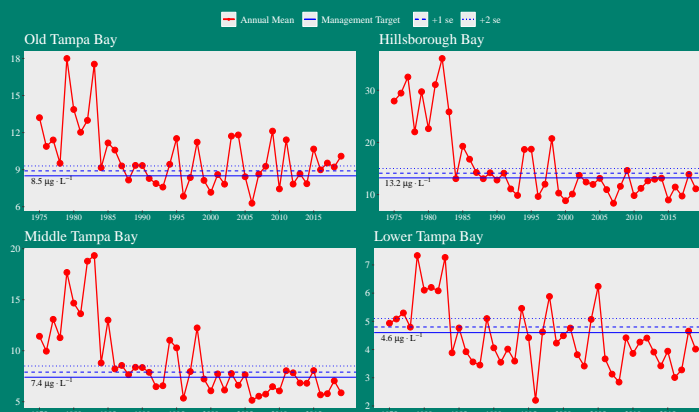 Annual Mean Management Target +1 se +2 se
Old Tampa Bay
18
15
12
9
6
8.5 μg · L⁻¹
1975 1980 1985 1990 1995 2000 2005 2010 2015
Hillsborough Bay
30
20
10
13.2 μg · L⁻¹
1975 1980 1985 1990 1995 2000 2005 2010 2015
Middle Tampa Bay
20
15
10
5
7.4 μg · L⁻¹
Lower Tampa Bay
7
6
5
4
3
2
4.6 μg · L⁻¹